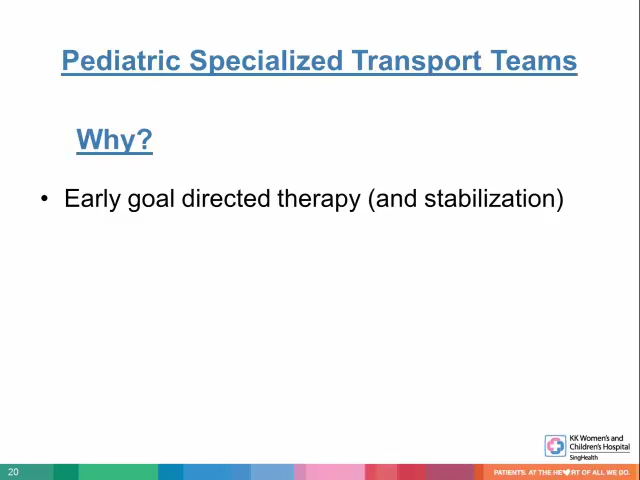 Pediatric Specialized Transport Teams
Why?
• Early goal directed therapy (and stabilization)
KK Women's and
Children's Hospital
SingHealth
20
PATIENTS. AT THE HE RT OF ALL WE DO.